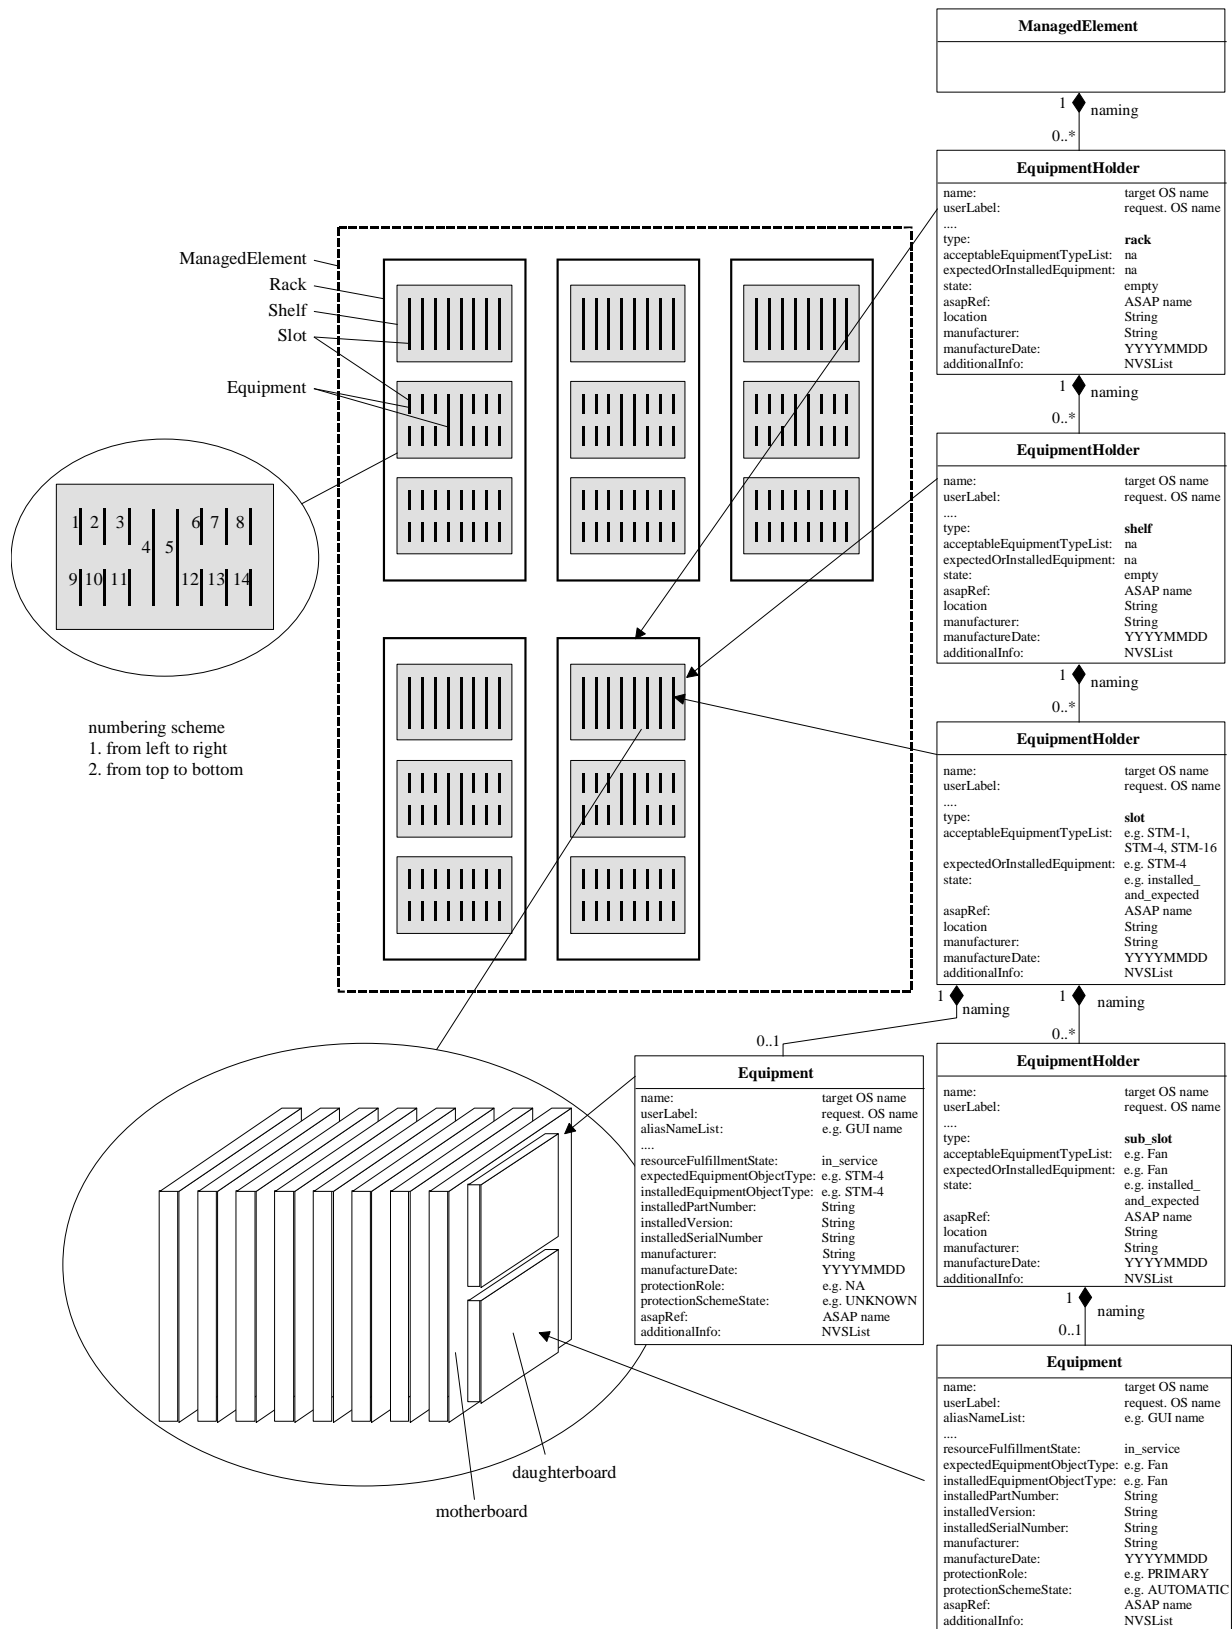 ManagedElement
1 naming
0..*
EquipmentHolder
name: target OS name
userLabel: request. OS name
....
type: rack
acceptableEquipmentTypeList: na
expectedOrInstalledEquipment: na
state: empty
asapRef: ASAP name
location String
manufacturer: String
manufactureDate: YYYYMMDD
additionalInfo: NVSList
1 naming
0..*
EquipmentHolder
name: target OS name
userLabel: request. OS name
....
type: shelf
acceptableEquipmentTypeList: na
expectedOrInstalledEquipment: na
state: empty
asapRef: ASAP name
location String
manufacturer: String
manufactureDate: YYYYMMDD
additionalInfo: NVSList
1 naming
0..*
EquipmentHolder
name: target OS name
userLabel: request. OS name
....
type: slot
acceptableEquipmentTypeList: e.g. STM-1,
STM-4, STM-16
expectedOrInstalledEquipment: e.g. STM-4
state: e.g. installed_
and_expected
asapRef: ASAP name
location String
manufacturer: String
manufactureDate: YYYYMMDD
additionalInfo: NVSList
1 naming
0..1
1 naming
0..*
EquipmentHolder
name: target OS name
userLabel: request. OS name
....
type: sub_slot
acceptableEquipmentTypeList: e.g. Fan
expectedOrInstalledEquipment: e.g. Fan
state: e.g. installed_
and_expected
asapRef: ASAP name
location String
manufacturer: String
manufactureDate: YYYYMMDD
additionalInfo: NVSList
1 naming
0..1
Equipment
name: target OS name
userLabel: request. OS name
aliasNameList: e.g. GUI name
....
resourceFulfillmentState: in_service
expectedEquipmentObjectType: e.g. Fan
installedEquipmentObjectType: e.g. Fan
installedPartNumber: String
installedVersion: String
installedSerialNumber: String
manufacturer: String
manufactureDate: YYYYMMDD
protectionRole: e.g. PRIMARY
protectionSchemeState: e.g. AUTOMATIC
asapRef: ASAP name
additionalInfo: NVSList
Equipment
name: target OS name
userLabel: request. OS name
aliasNameList: e.g. GUI name
....
resourceFulfillmentState: in_service
expectedEquipmentObjectType: e.g. STM-4
installedEquipmentObjectType: e.g. STM-4
installedPartNumber: String
installedVersion: String
installedSerialNumber String
manufacturer: String
manufactureDate: YYYYMMDD
protectionRole: e.g. NA
protectionSchemeState: e.g. UNKNOWN
asapRef: ASAP name
additionalInfo: NVSList
ManagedElement
Rack
Shelf
Slot
Equipment
1 2 3 6 7 8
4 5
9 10 11 12 13 14
numbering scheme
1. from left to right
2. from top to bottom
daughterboard
motherboard